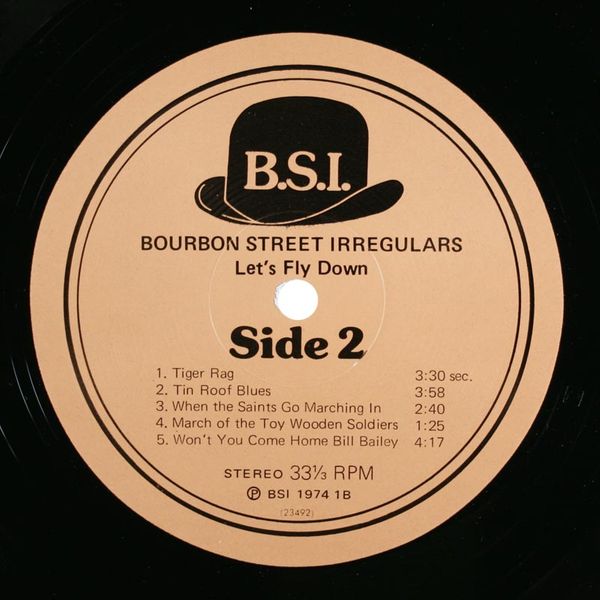 B.S.I.
BOURBON STREET IRREGULARS
Let's Fly Down
Side 2
1. Tiger Rag 3:30 sec.
2. Tin Roof Blues 3:58
3. When the Saints Go Marching In 2:40
4. March of the Toy Wooden Soldiers 1:25
5. Won't You Come Home Bill Bailey 4:17
STEREO 33⅓ RPM
Ⓟ BSI 1974 1B
(23492)